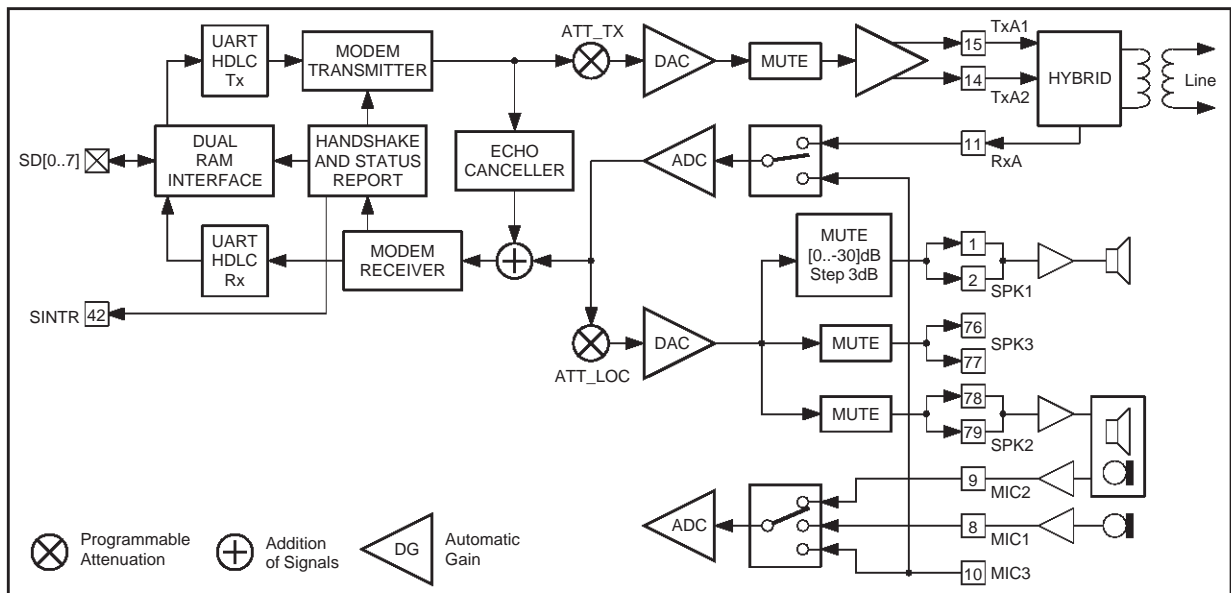 UART
HDLC
Tx
MODEM
TRANSMITTER
ATT_TX
DAC
MUTE
15
TxA1
14
TxA2
HYBRID
Line
SD[0..7]
DUAL
RAM
INTERFACE
HANDSHAKE
AND STATUS
REPORT
ECHO
CANCELLER
ADC
11
RxA
UART
HDLC
Rx
MODEM
RECEIVER
MUTE
[0..-30]dB
Step 3dB
1
2
SPK1
SINTR
42
ATT_LOC
DAC
MUTE
76
SPK3
77
MUTE
78
79
SPK2
ADC
9
MIC2
8
MIC1
10
MIC3
Programmable
Attenuation
Addition
of Signals
DG
Automatic
Gain